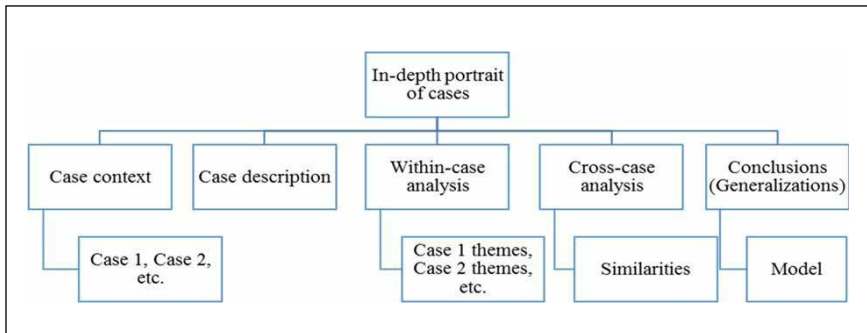 In-depth portrait
of cases
Case context
Case description
Within-case
analysis
Cross-case
analysis
Conclusions
(Generalizations)
Case 1, Case 2,
etc.
Case 1 themes,
Case 2 themes,
etc.
Similarities
Model